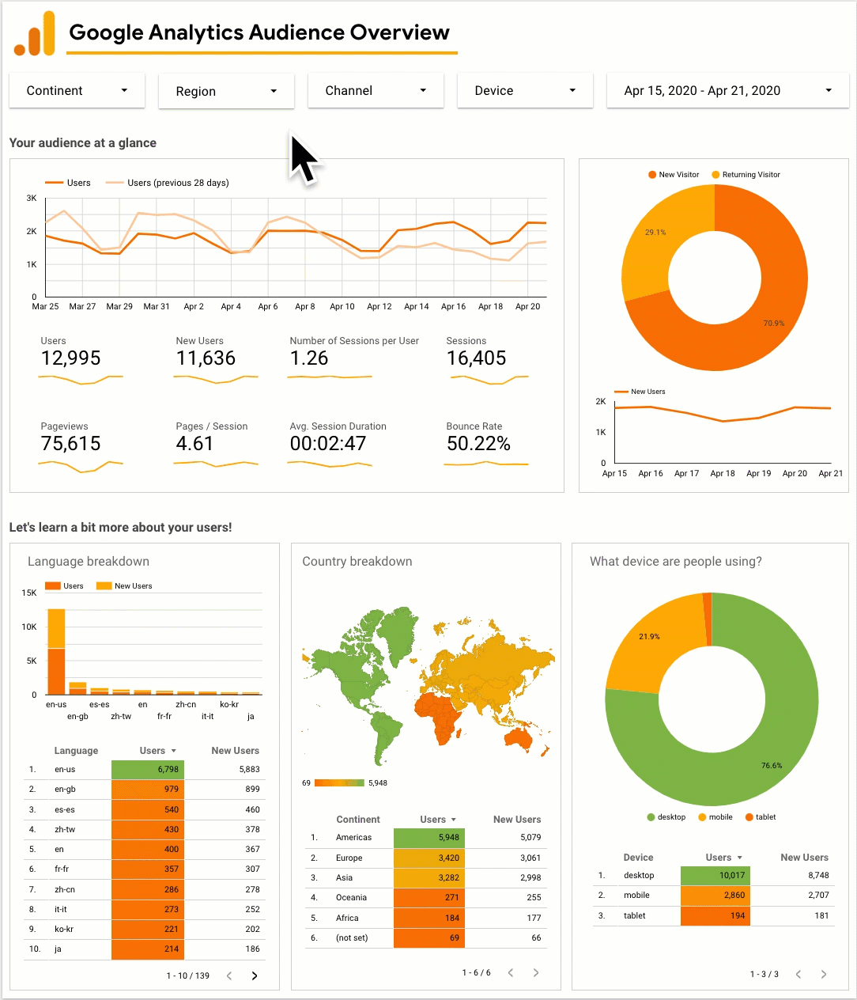 Google Analytics Audience Overview
Continent Region Channel Device Apr 15, 2020 - Apr 21, 2020
Your audience at a glance
Users Users (previous 28 days)
3K
2K
1K
0
Mar 25 Mar 27 Mar 29 Mar 31 Apr 2 Apr 4 Apr 6 Apr 8 Apr 10 Apr 12 Apr 14 Apr 16 Apr 18 Apr 20
Users New Users Number of Sessions per User Sessions
12,995 11,636 1.26 16,405
Pageviews Pages / Session Avg. Session Duration Bounce Rate
75,615 4.61 00:02:47 50.22%
New Visitor Returning Visitor
29.1%
70.9%
New Users
2K
1K
0
Apr 15 Apr 16 Apr 17 Apr 18 Apr 19 Apr 20 Apr 21
Let's learn a bit more about your users!
Language breakdown
Users New Users
15K
10K
5K
0
en-us es-es en zh-cn ko-kr
en-gb zh-tw fr-fr it-it ja
Language Users New Users
1. en-us 6,798 5,883
2. en-gb 979 899
3. es-es 540 460
4. zh-tw 430 378
5. en 400 367
6. fr-fr 357 307
7. zh-cn 286 278
8. it-it 273 252
9. ko-kr 221 202
10. ja 214 186
1 - 10 / 139
Country breakdown
69 5,948
Continent Users New Users
1. Americas 5,948 5,079
2. Europe 3,420 3,061
3. Asia 3,282 2,998
4. Oceania 271 255
5. Africa 184 177
6. (not set) 69 66
1 - 6 / 6
What device are people using?
21.9%
76.6%
desktop mobile tablet
Device Users New Users
1. desktop 10,017 8,748
2. mobile 2,860 2,707
3. tablet 194 181
1 - 3 / 3